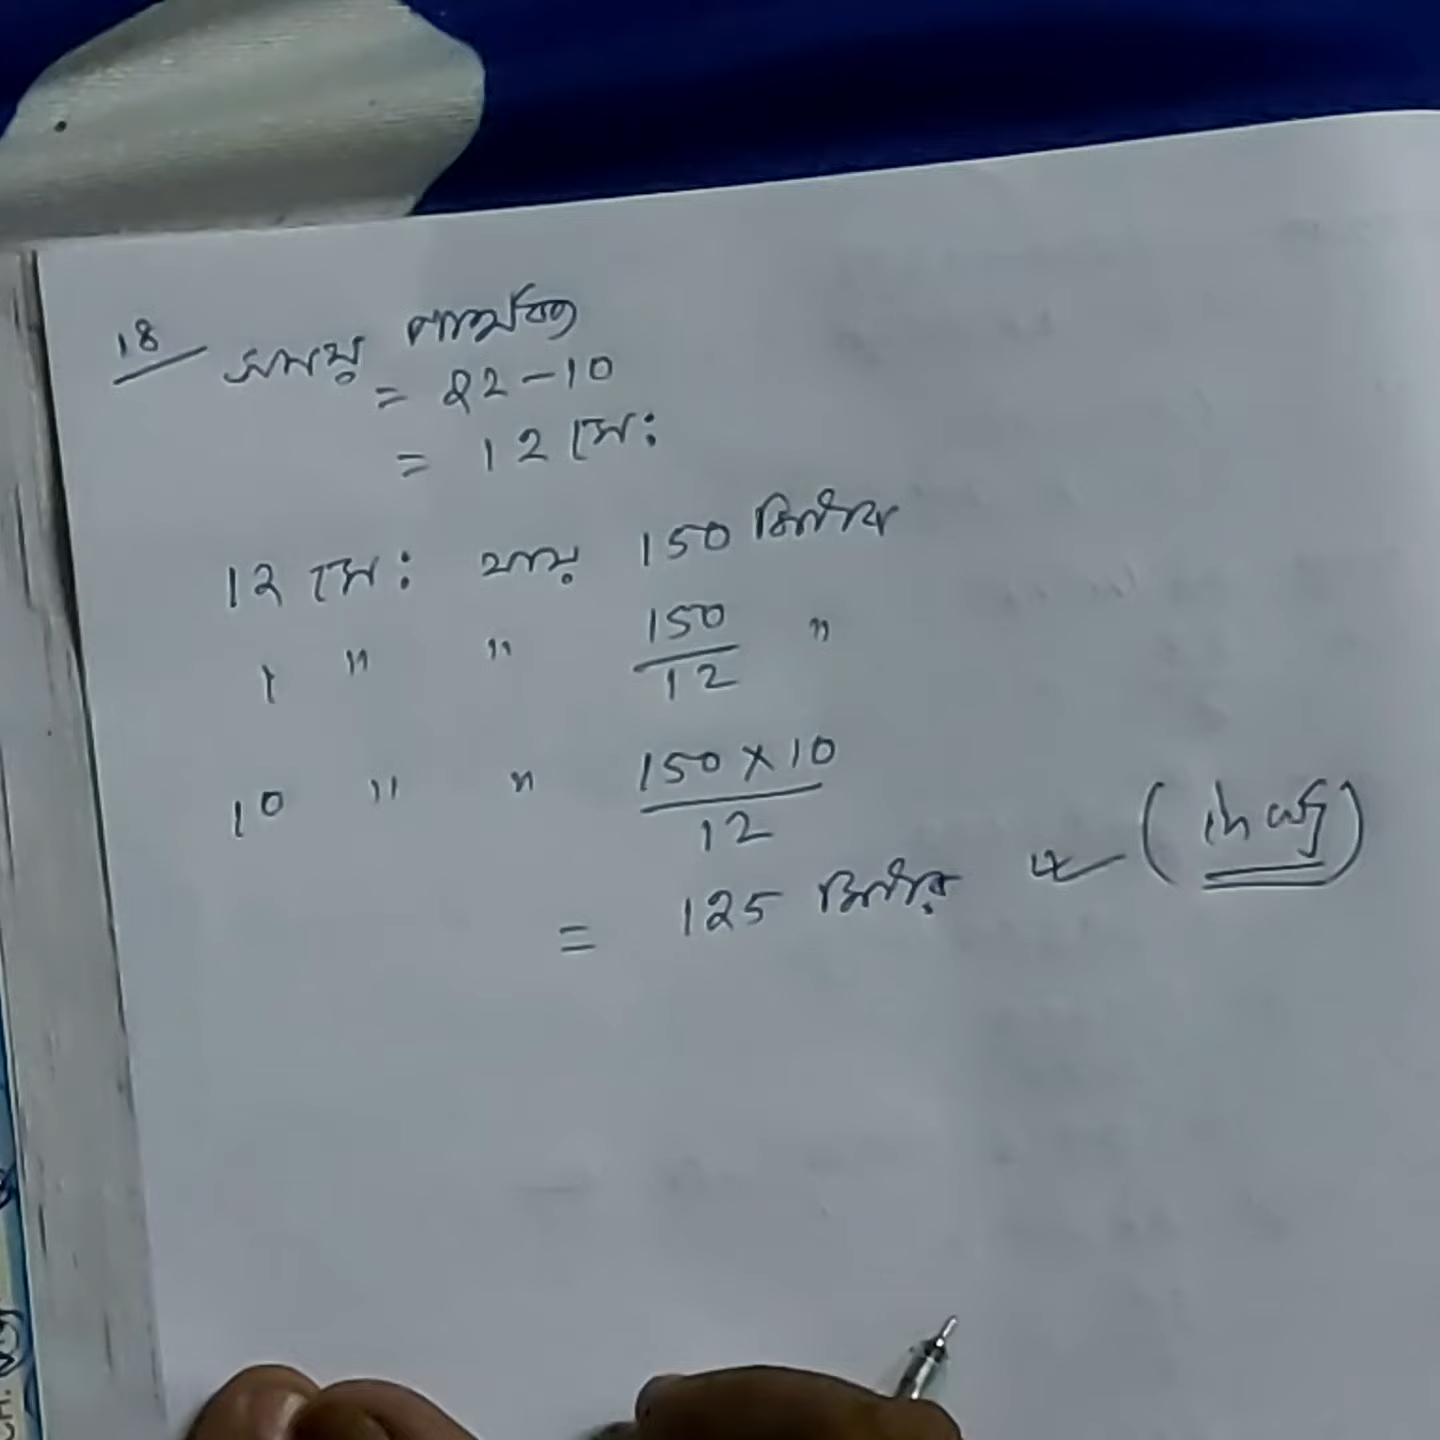 18 সময় পার্থক্য
= 22-10
= 12 সে:
12 সে: যায় 150 মিটার
1 " " 150/12 "
10 " " 150×10/12
= 125 মিটার